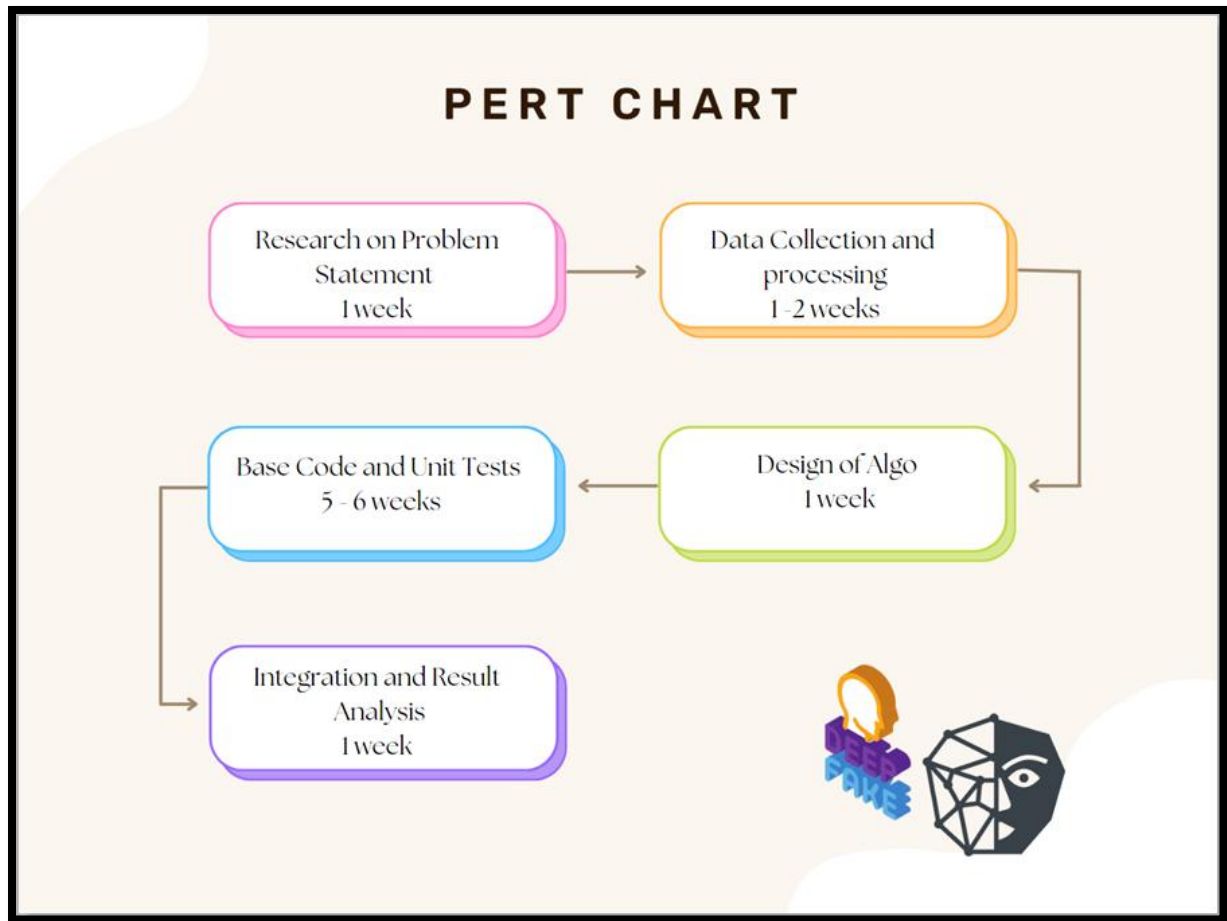 PERT CHART
Research on Problem
Statement
1 week
Data Collection and
processing
1 -2 weeks
Base Code and Unit Tests
5 - 6 weeks
Design of Algo
1 week
Integration and Result
Analysis
1 week
DEEP
FAKE